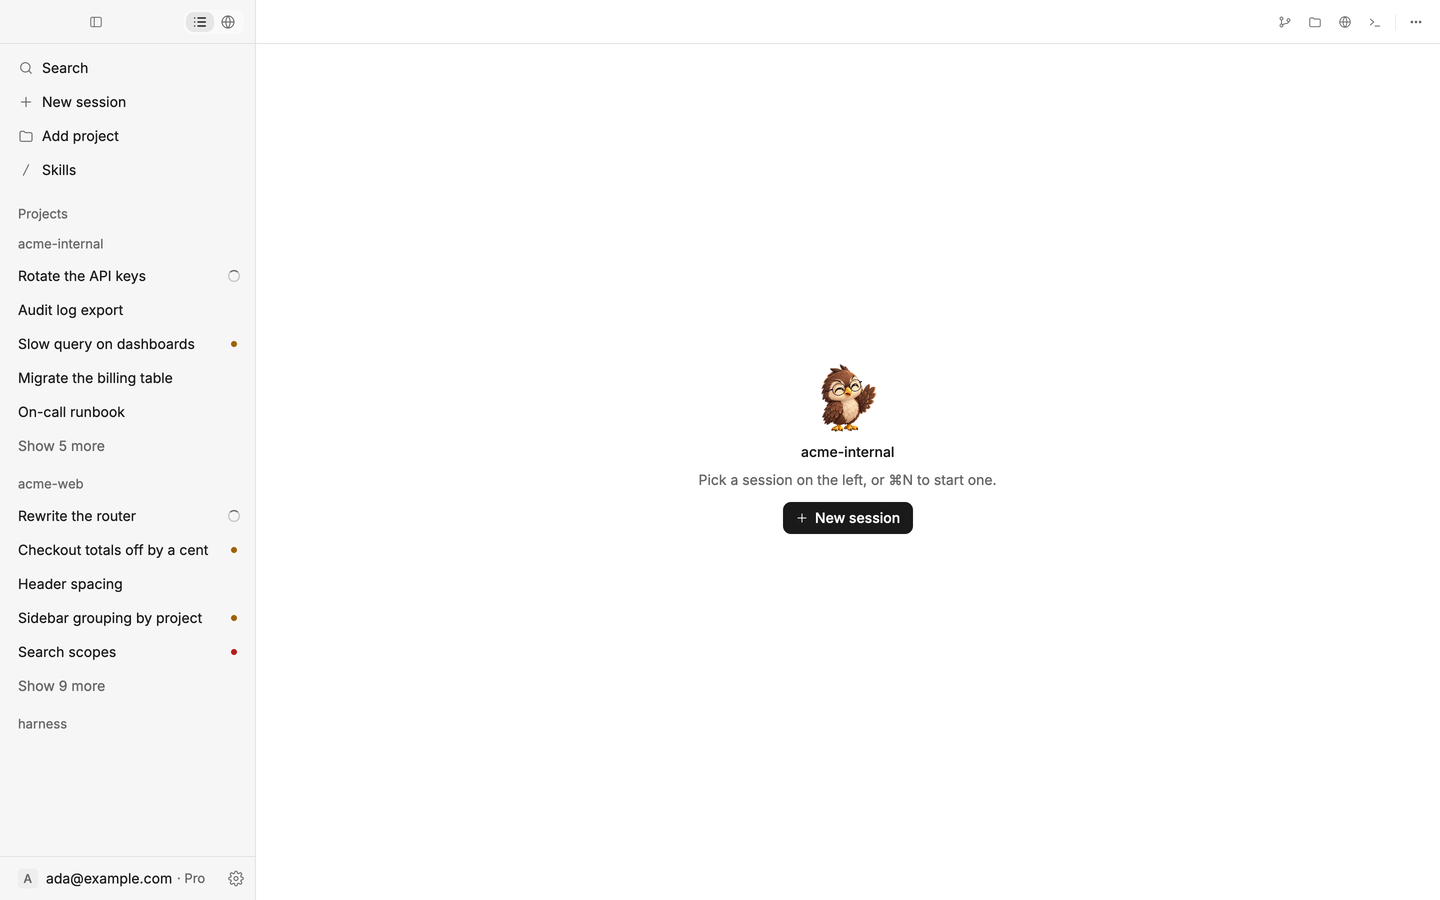 Search
New session
Add project
Skills
Projects
acme-internal
Rotate the API keys
Audit log export
Slow query on dashboards
Migrate the billing table
On-call runbook
Show 5 more
acme-web
Rewrite the router
Checkout totals off by a cent
Header spacing
Sidebar grouping by project
Search scopes
Show 9 more
harness
A ada@example.com · Pro
acme-internal
Pick a session on the left, or ⌘N to start one.
New session